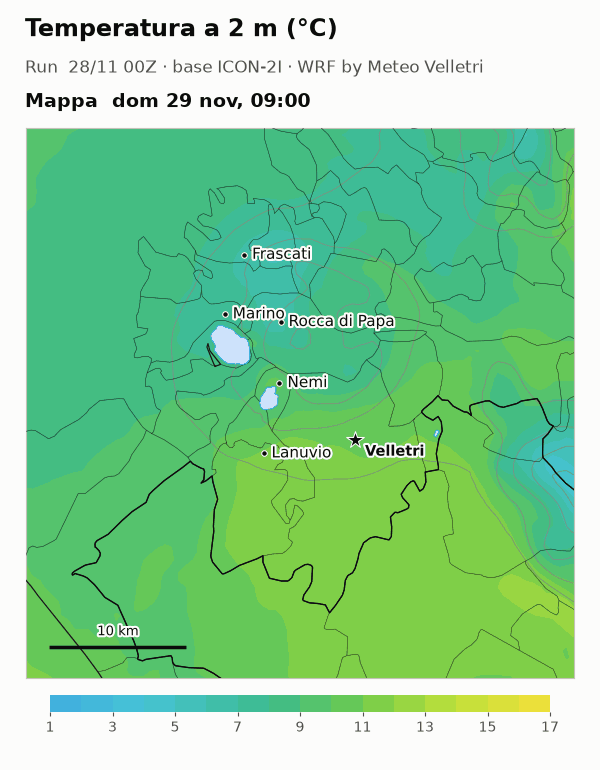 Temperatura a 2 m (°C)
Run  28/11 00Z · base ICON-2I · WRF by Meteo Velletri
Mappa  dom 29 nov, 09:00
Frascati
Marino
Rocca di Papa
Nemi
Velletri
Lanuvio
10 km
1 3 5 7 9 11 13 15 17